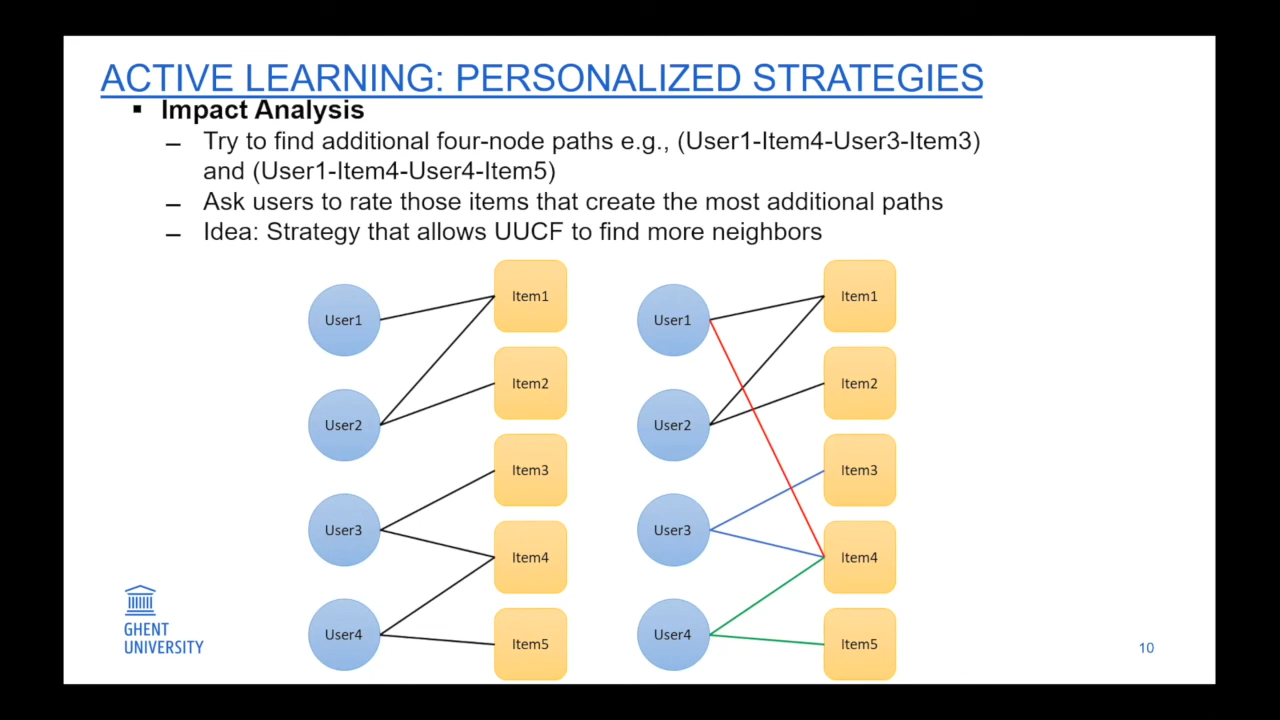 ACTIVE LEARNING: PERSONALIZED STRATEGIES
▪ Impact Analysis
– Try to find additional four-node paths e.g., (User1-Item4-User3-Item3)
and (User1-Item4-User4-Item5)
– Ask users to rate those items that create the most additional paths
– Idea: Strategy that allows UUCF to find more neighbors
User1
User2
User3
User4
Item1
Item2
Item3
Item4
Item5
User1
User2
User3
User4
Item1
Item2
Item3
Item4
Item5
GHENT
UNIVERSITY
10